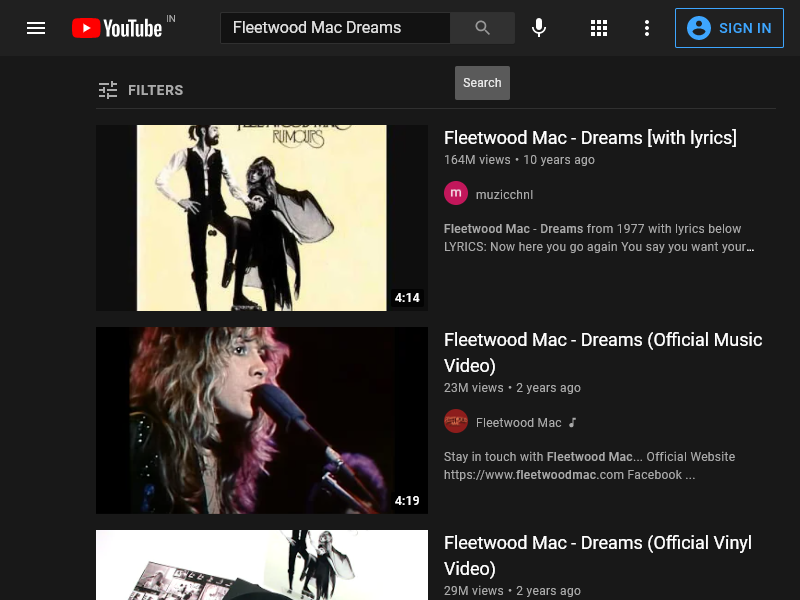 YouTube IN
Fleetwood Mac Dreams
SIGN IN
Search
FILTERS
RUMOURS
4:14
Fleetwood Mac - Dreams [with lyrics]
164M views • 10 years ago
m
muzicchnl
Fleetwood Mac - Dreams from 1977 with lyrics below
LYRICS: Now here you go again You say you want your...
4:19
Fleetwood Mac - Dreams (Official Music
Video)
23M views • 2 years ago
Fleetwood Mac
Stay in touch with Fleetwood Mac... Official Website
https://www.fleetwoodmac.com Facebook ...
Fleetwood Mac - Dreams (Official Vinyl
Video)
29M views • 2 years ago